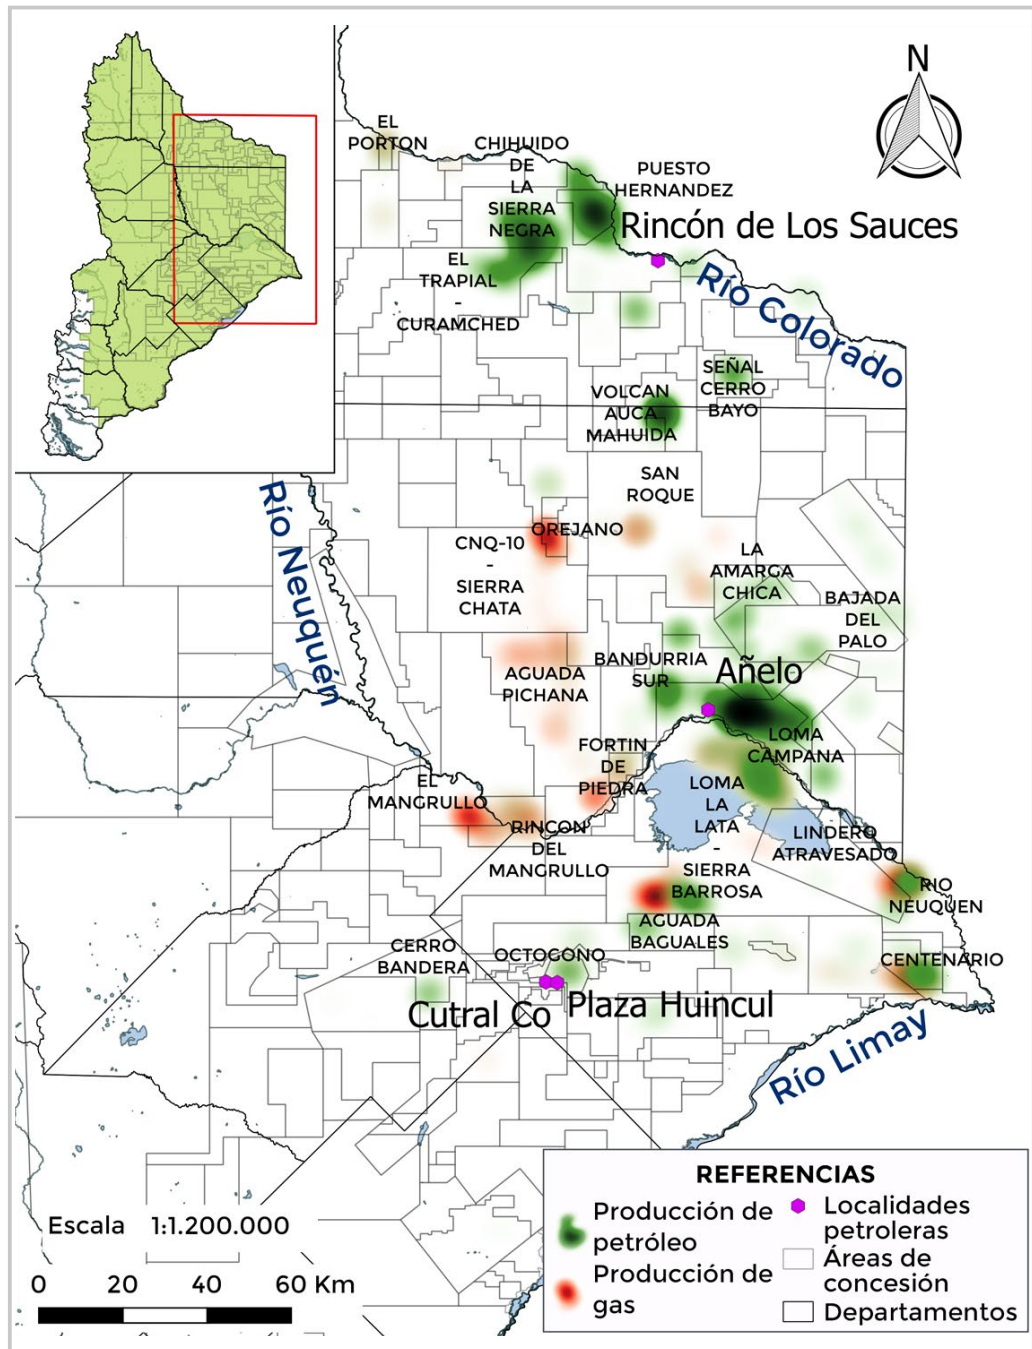 N
EL
PORTON
CHIHUIDO
DE
LA
SIERRA
NEGRA
PUESTO
HERNANDEZ
Rincón de Los Sauces
EL
TRAPIAL
-
CURAMCHED
Río Colorado
SEÑAL
CERRO
BAYO
VOLCAN
AUCA
MAHUIDA
SAN
ROQUE
Río Neuquén
OREJANO
CNQ-10
-
SIERRA
CHATA
LA
AMARGA
CHICA
BAJADA
DEL
PALO
BANDURRIA
SUR
Añelo
AGUADA
PICHANA
LOMA
CAMPANA
FORTIN
DE
PIEDRA
EL
MANGRULLO
LOMA
LA
LATA
-
SIERRA
BARROSA
RINCON
DEL
MANGRULLO
LINDERO
ATRAVESADO
RIO
NEUQUEN
AGUADA
BAGUALES
CERRO
BANDERA
OCTOGONO
CENTENARIO
Cutral Co
Plaza Huincul
Río Limay
REFERENCIAS
Producción de
petróleo
Producción de
gas
Localidades
petroleras
Áreas de
concesión
Departamentos
Escala 1:1.200.000
0 20 40 60 Km